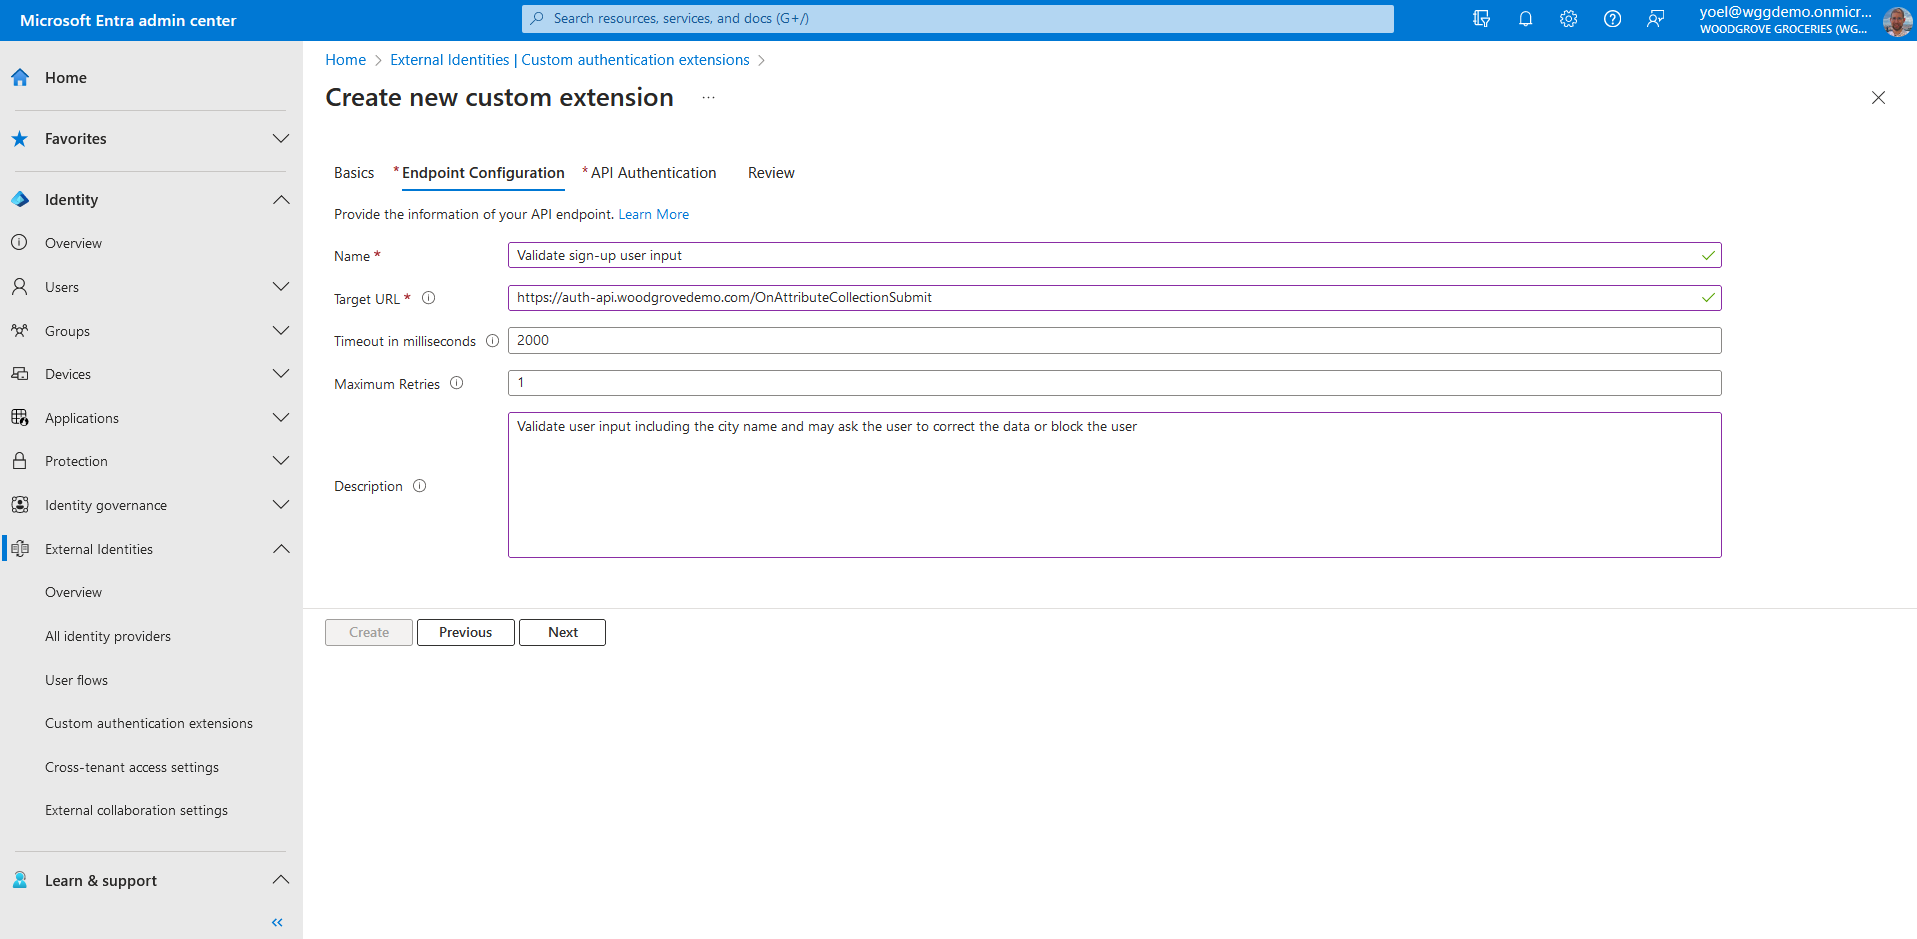 Microsoft Entra admin center
Search resources, services, and docs (G+/)
yoel@wggdemo.onmicr...
WOODGROVE GROCERIES (WG...
Home
Favorites
Identity
Overview
Users
Groups
Devices
Applications
Protection
Identity governance
External Identities
Overview
All identity providers
User flows
Custom authentication extensions
Cross-tenant access settings
External collaboration settings
Learn & support
Home > External Identities | Custom authentication extensions >
Create new custom extension ...
Basics * Endpoint Configuration * API Authentication Review
Provide the information of your API endpoint. Learn More
Name * Validate sign-up user input
Target URL * https://auth-api.woodgrovedemo.com/OnAttributeCollectionSubmit
Timeout in milliseconds 2000
Maximum Retries 1
Description Validate user input including the city name and may ask the user to correct the data or block the user
Create Previous Next